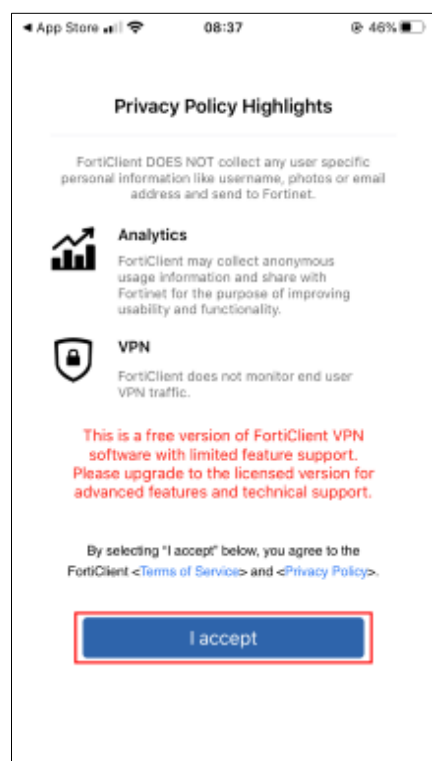 App Store 08:37 46%
Privacy Policy Highlights
FortiClient DOES NOT collect any user specific
personal information like username, photos or email
address and send to Fortinet.
Analytics
FortiClient may collect anonymous
usage information and share with
Fortinet for the purpose of improving
usability and functionality.
VPN
FortiClient does not monitor end user
VPN traffic.
This is a free version of FortiClient VPN
software with limited feature support.
Please upgrade to the licensed version for
advanced features and technical support.
By selecting "I accept" below, you agree to the
FortiClient <Terms of Service> and <Privacy Policy>.
I accept